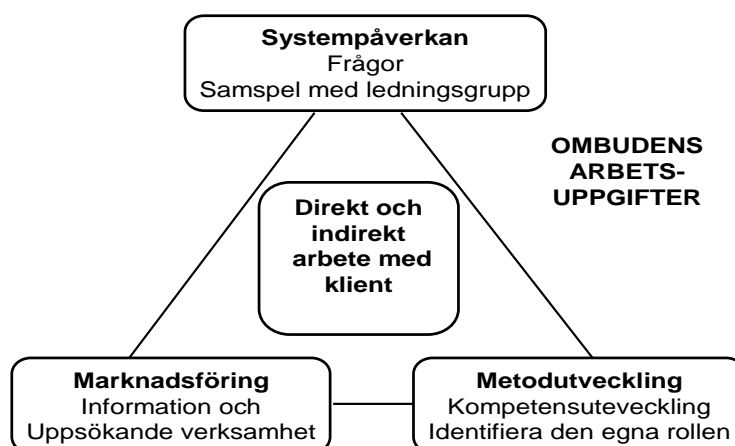 Systempåverkan
Frågor
Samspel med ledningsgrupp
OMBUDENS
ARBETS-
UPPGIFTER
Direkt och
indirekt
arbete med
klient
Marknadsföring
Information och
Uppsökande verksamhet
Metodutveckling
Kompetensuteveckling
Identifiera den egna rollen